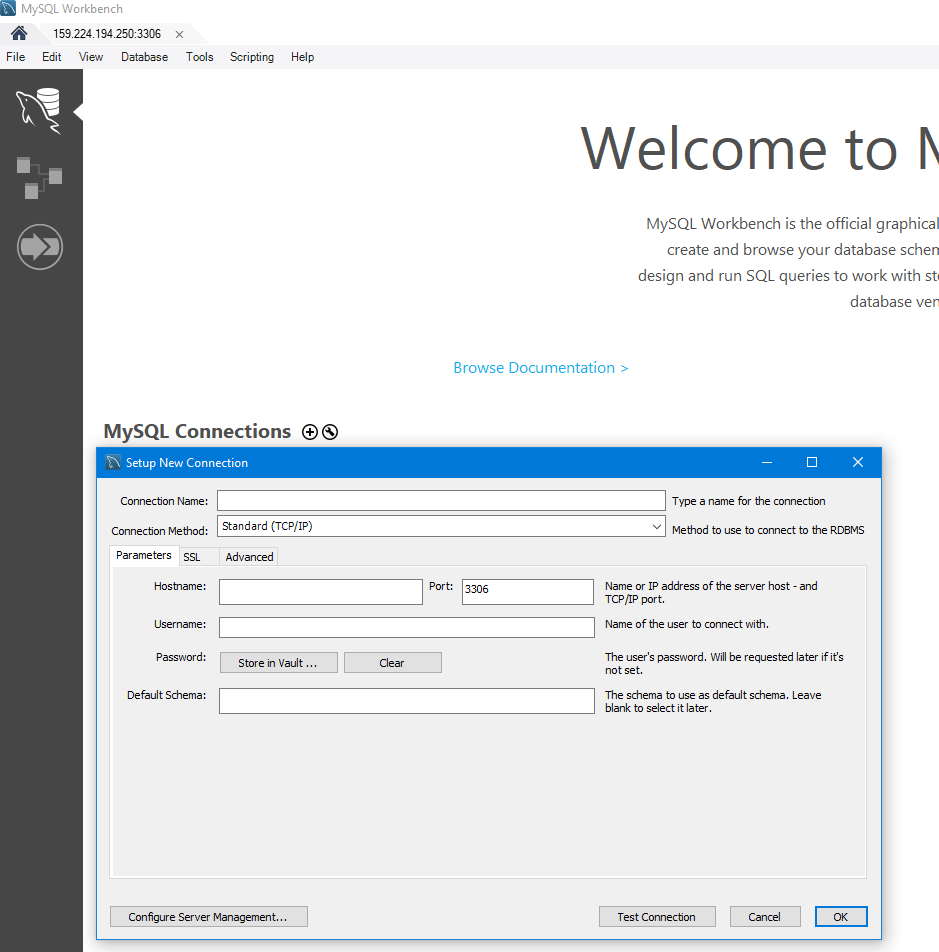 MySQL Workbench
159.224.194.250:3306
File Edit View Database Tools Scripting Help
Welcome to M
MySQL Workbench is the official graphical
create and browse your database schem
design and run SQL queries to work with sto
database ven
Browse Documentation >
MySQL Connections
Setup New Connection
Connection Name: Type a name for the connection
Connection Method: Standard (TCP/IP) Method to use to connect to the RDBMS
Parameters SSL Advanced
Hostname: Port: 3306 Name or IP address of the server host - and
TCP/IP port.
Username: Name of the user to connect with.
Password: Store in Vault ... Clear The user's password. Will be requested later if it's
not set.
Default Schema: The schema to use as default schema. Leave
blank to select it later.
Configure Server Management... Test Connection Cancel OK